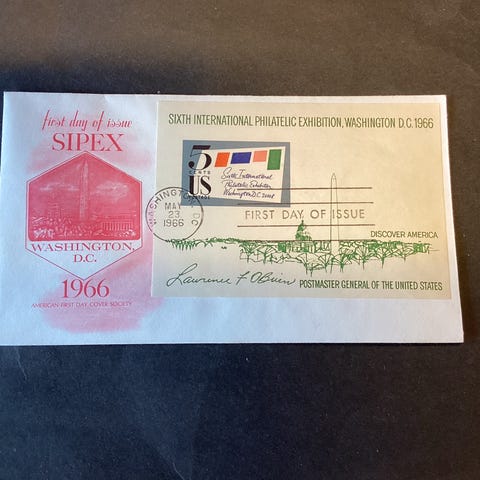 first day of issue
SIPEX
WASHINGTON,
D.C.
1966
AMERICAN FIRST DAY COVER SOCIETY
SIXTH INTERNATIONAL PHILATELIC EXHIBITION, WASHINGTON D.C. 1966
5
CENTS
US
POSTAGE
Sixth International
Philatelic Exhibition
Washington, D.C. 20008
WASHINGTON, D.C.
MAY
23
1966
FIRST DAY OF ISSUE
DISCOVER AMERICA
Lawrence F O'Brien
POSTMASTER GENERAL OF THE UNITED STATES